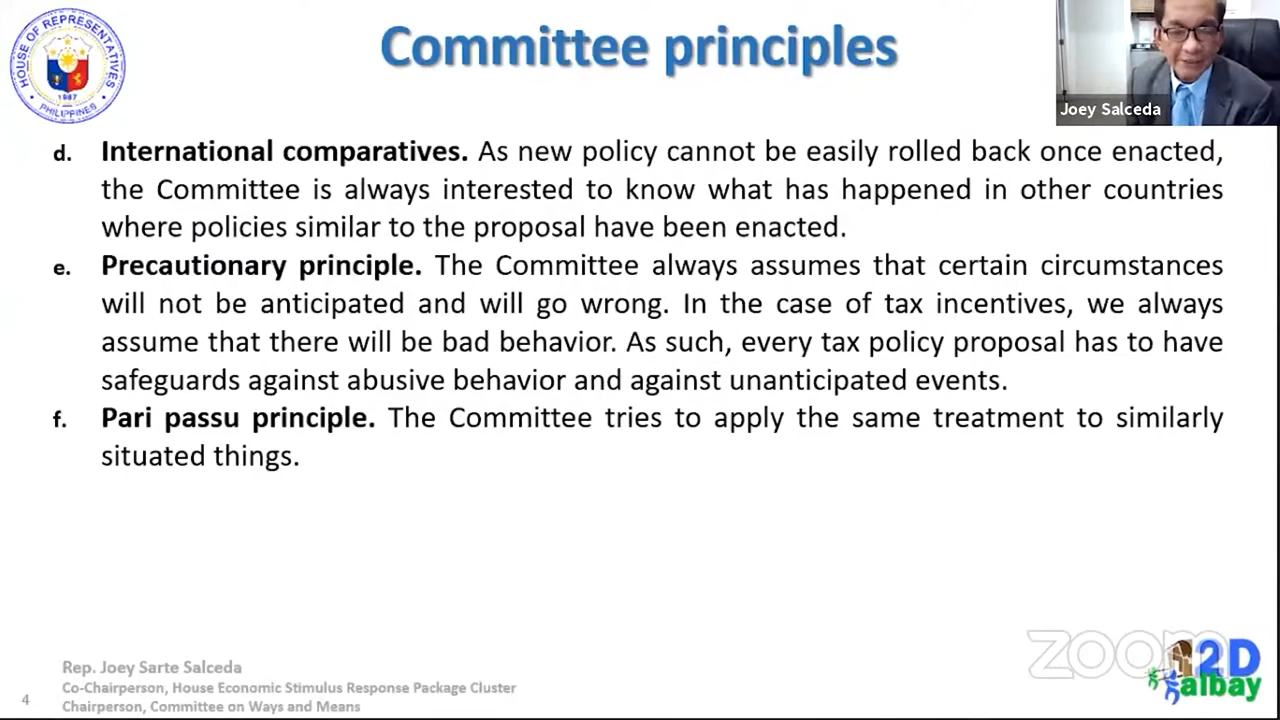 HOUSE OF REPRESENTATIVES
1987
PHILIPPINES
Committee principles
Joey Salceda
d. International comparatives. As new policy cannot be easily rolled back once enacted,
the Committee is always interested to know what has happened in other countries
where policies similar to the proposal have been enacted.
e. Precautionary principle. The Committee always assumes that certain circumstances
will not be anticipated and will go wrong. In the case of tax incentives, we always
assume that there will be bad behavior. As such, every tax policy proposal has to have
safeguards against abusive behavior and against unanticipated events.
f. Pari passu principle. The Committee tries to apply the same treatment to similarly
situated things.
Rep. Joey Sarte Salceda
Co-Chairperson, House Economic Stimulus Response Package Cluster
4 Chairperson, Committee on Ways and Means
zoom
2D
albay